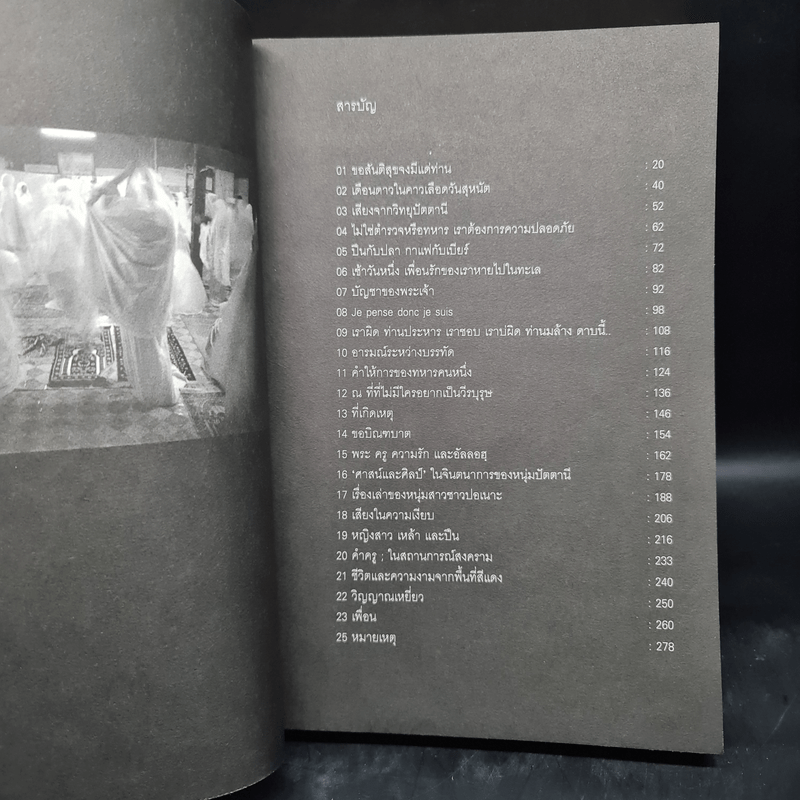 สารบัญ
01 ขอสันติสุขจงมีแด่ท่าน : 20
02 เดือนดาวในคาวเลือดวันสุหนัต : 40
03 เสียงจากวิทยุปัตตานี : 52
04 ไม่ใช่ตำรวจหรือทหาร เราต้องการความปลอดภัย : 62
05 ปืนกับปลา กาแฟกับเบียร์ : 72
06 เช้าวันหนึ่ง เพื่อนรักของเราหายไปในทะเล : 82
07 บัญชาของพระเจ้า : 92
08 Je pense donc je suis : 98
09 เราผิด ท่านประหาร เราชอบ เราบ่ผิด ท่านมล้าง ดาบนี้.. : 108
10 อารมณ์ระหว่างบรรทัด : 116
11 คำให้การของทหารคนหนึ่ง : 124
12 ณ ที่ที่ไม่มีใครอยากเป็นวีรบุรุษ : 136
13 ที่เกิดเหตุ : 146
14 ขอบิณฑบาต : 154
15 พระ ครู ความรัก และอัลลอฮฺ : 162
16 'ศาสน์และศิลป์' ในจินตนาการของหนุ่มปัตตานี : 178
17 เรื่องเล่าของหนุ่มสาวชาวปอเนาะ : 188
18 เสียงในความเงียบ : 206
19 หญิงสาว เหล้า และปืน : 216
20 คำครู ; ในสถานการณ์สงคราม : 233
21 ชีวิตและความงามจากพื้นที่สีแดง : 240
22 วิญญาณเหยี่ยว : 250
23 เพื่อน : 260
25 หมายเหตุ : 278